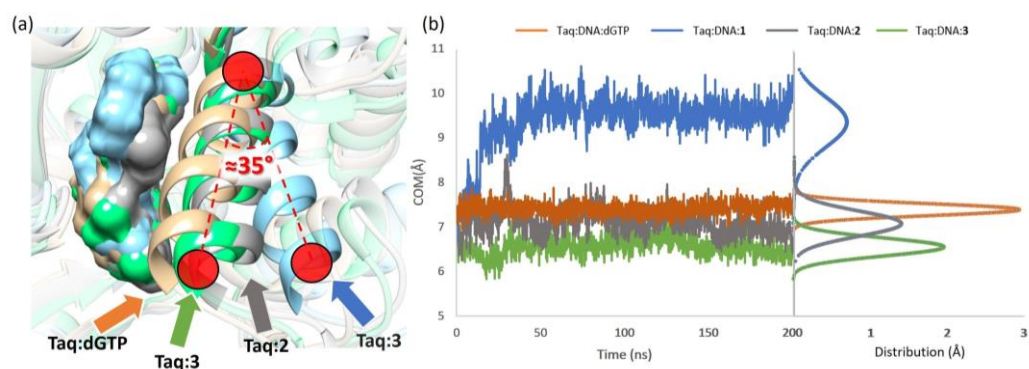 (a)
≈35°
Taq:dGTP
Taq:3
Taq:2
Taq:3
(b)
Taq:DNA:dGTP Taq:DNA:1 Taq:DNA:2 Taq:DNA:3
COM(Å)
11
10
9
8
7
6
5
0 50 100 150 200 1 2 3
Time (ns) Distribution (Å)